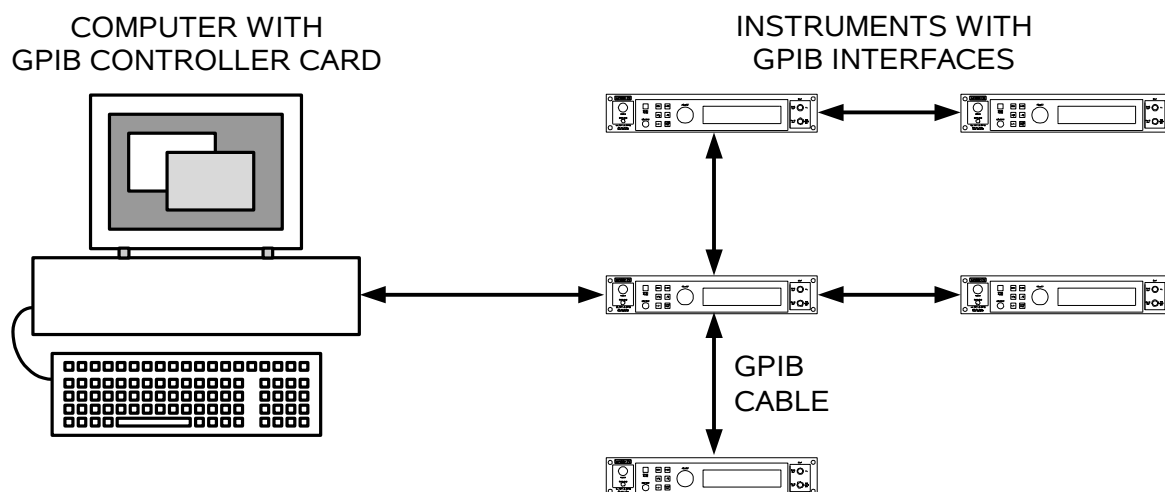 COMPUTER WITH
GPIB CONTROLLER CARD
INSTRUMENTS WITH
GPIB INTERFACES
GPIB
CABLE